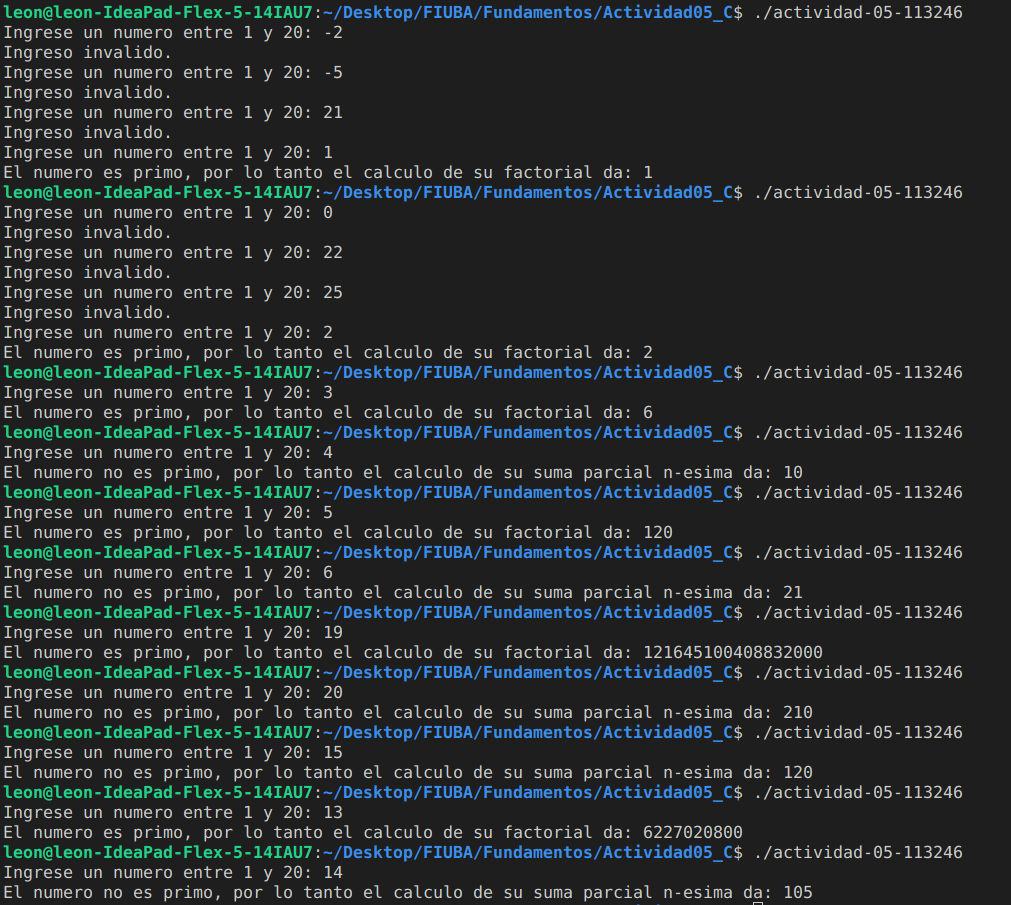 leon@leon-IdeaPad-Flex-5-14IAU7:~/Desktop/FIUBA/Fundamentos/Actividad05_C$ ./actividad-05-113246
Ingrese un numero entre 1 y 20: -2
Ingreso invalido.
Ingrese un numero entre 1 y 20: -5
Ingreso invalido.
Ingrese un numero entre 1 y 20: 21
Ingreso invalido.
Ingrese un numero entre 1 y 20: 1
El numero es primo, por lo tanto el calculo de su factorial da: 1
leon@leon-IdeaPad-Flex-5-14IAU7:~/Desktop/FIUBA/Fundamentos/Actividad05_C$ ./actividad-05-113246
Ingrese un numero entre 1 y 20: 0
Ingreso invalido.
Ingrese un numero entre 1 y 20: 22
Ingreso invalido.
Ingrese un numero entre 1 y 20: 25
Ingreso invalido.
Ingrese un numero entre 1 y 20: 2
El numero es primo, por lo tanto el calculo de su factorial da: 2
leon@leon-IdeaPad-Flex-5-14IAU7:~/Desktop/FIUBA/Fundamentos/Actividad05_C$ ./actividad-05-113246
Ingrese un numero entre 1 y 20: 3
El numero es primo, por lo tanto el calculo de su factorial da: 6
leon@leon-IdeaPad-Flex-5-14IAU7:~/Desktop/FIUBA/Fundamentos/Actividad05_C$ ./actividad-05-113246
Ingrese un numero entre 1 y 20: 4
El numero no es primo, por lo tanto el calculo de su suma parcial n-esima da: 10
leon@leon-IdeaPad-Flex-5-14IAU7:~/Desktop/FIUBA/Fundamentos/Actividad05_C$ ./actividad-05-113246
Ingrese un numero entre 1 y 20: 5
El numero es primo, por lo tanto el calculo de su factorial da: 120
leon@leon-IdeaPad-Flex-5-14IAU7:~/Desktop/FIUBA/Fundamentos/Actividad05_C$ ./actividad-05-113246
Ingrese un numero entre 1 y 20: 6
El numero no es primo, por lo tanto el calculo de su suma parcial n-esima da: 21
leon@leon-IdeaPad-Flex-5-14IAU7:~/Desktop/FIUBA/Fundamentos/Actividad05_C$ ./actividad-05-113246
Ingrese un numero entre 1 y 20: 19
El numero es primo, por lo tanto el calculo de su factorial da: 121645100408832000
leon@leon-IdeaPad-Flex-5-14IAU7:~/Desktop/FIUBA/Fundamentos/Actividad05_C$ ./actividad-05-113246
Ingrese un numero entre 1 y 20: 20
El numero no es primo, por lo tanto el calculo de su suma parcial n-esima da: 210
leon@leon-IdeaPad-Flex-5-14IAU7:~/Desktop/FIUBA/Fundamentos/Actividad05_C$ ./actividad-05-113246
Ingrese un numero entre 1 y 20: 15
El numero no es primo, por lo tanto el calculo de su suma parcial n-esima da: 120
leon@leon-IdeaPad-Flex-5-14IAU7:~/Desktop/FIUBA/Fundamentos/Actividad05_C$ ./actividad-05-113246
Ingrese un numero entre 1 y 20: 13
El numero es primo, por lo tanto el calculo de su factorial da: 6227020800
leon@leon-IdeaPad-Flex-5-14IAU7:~/Desktop/FIUBA/Fundamentos/Actividad05_C$ ./actividad-05-113246
Ingrese un numero entre 1 y 20: 14
El numero no es primo, por lo tanto el calculo de su suma parcial n-esima da: 105